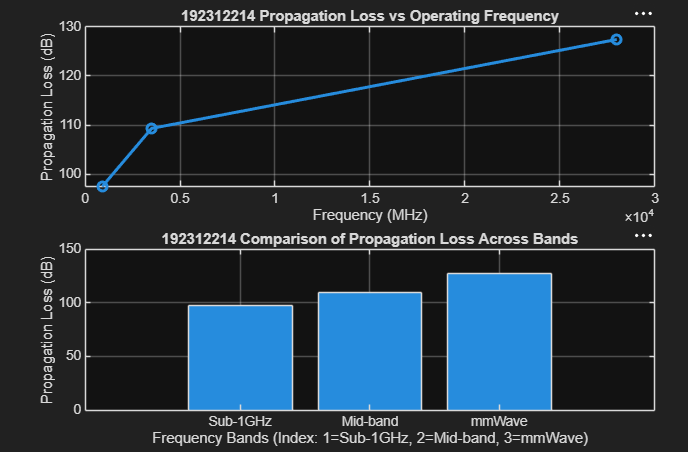 192312214 Propagation Loss vs Operating Frequency
...
130
120
110
100
Propagation Loss (dB)
0 0.5 1 1.5 2 2.5 3
Frequency (MHz)
×10⁴
192312214 Comparison of Propagation Loss Across Bands
...
150
100
50
0
Propagation Loss (dB)
Sub-1GHz Mid-band mmWave
Frequency Bands (Index: 1=Sub-1GHz, 2=Mid-band, 3=mmWave)